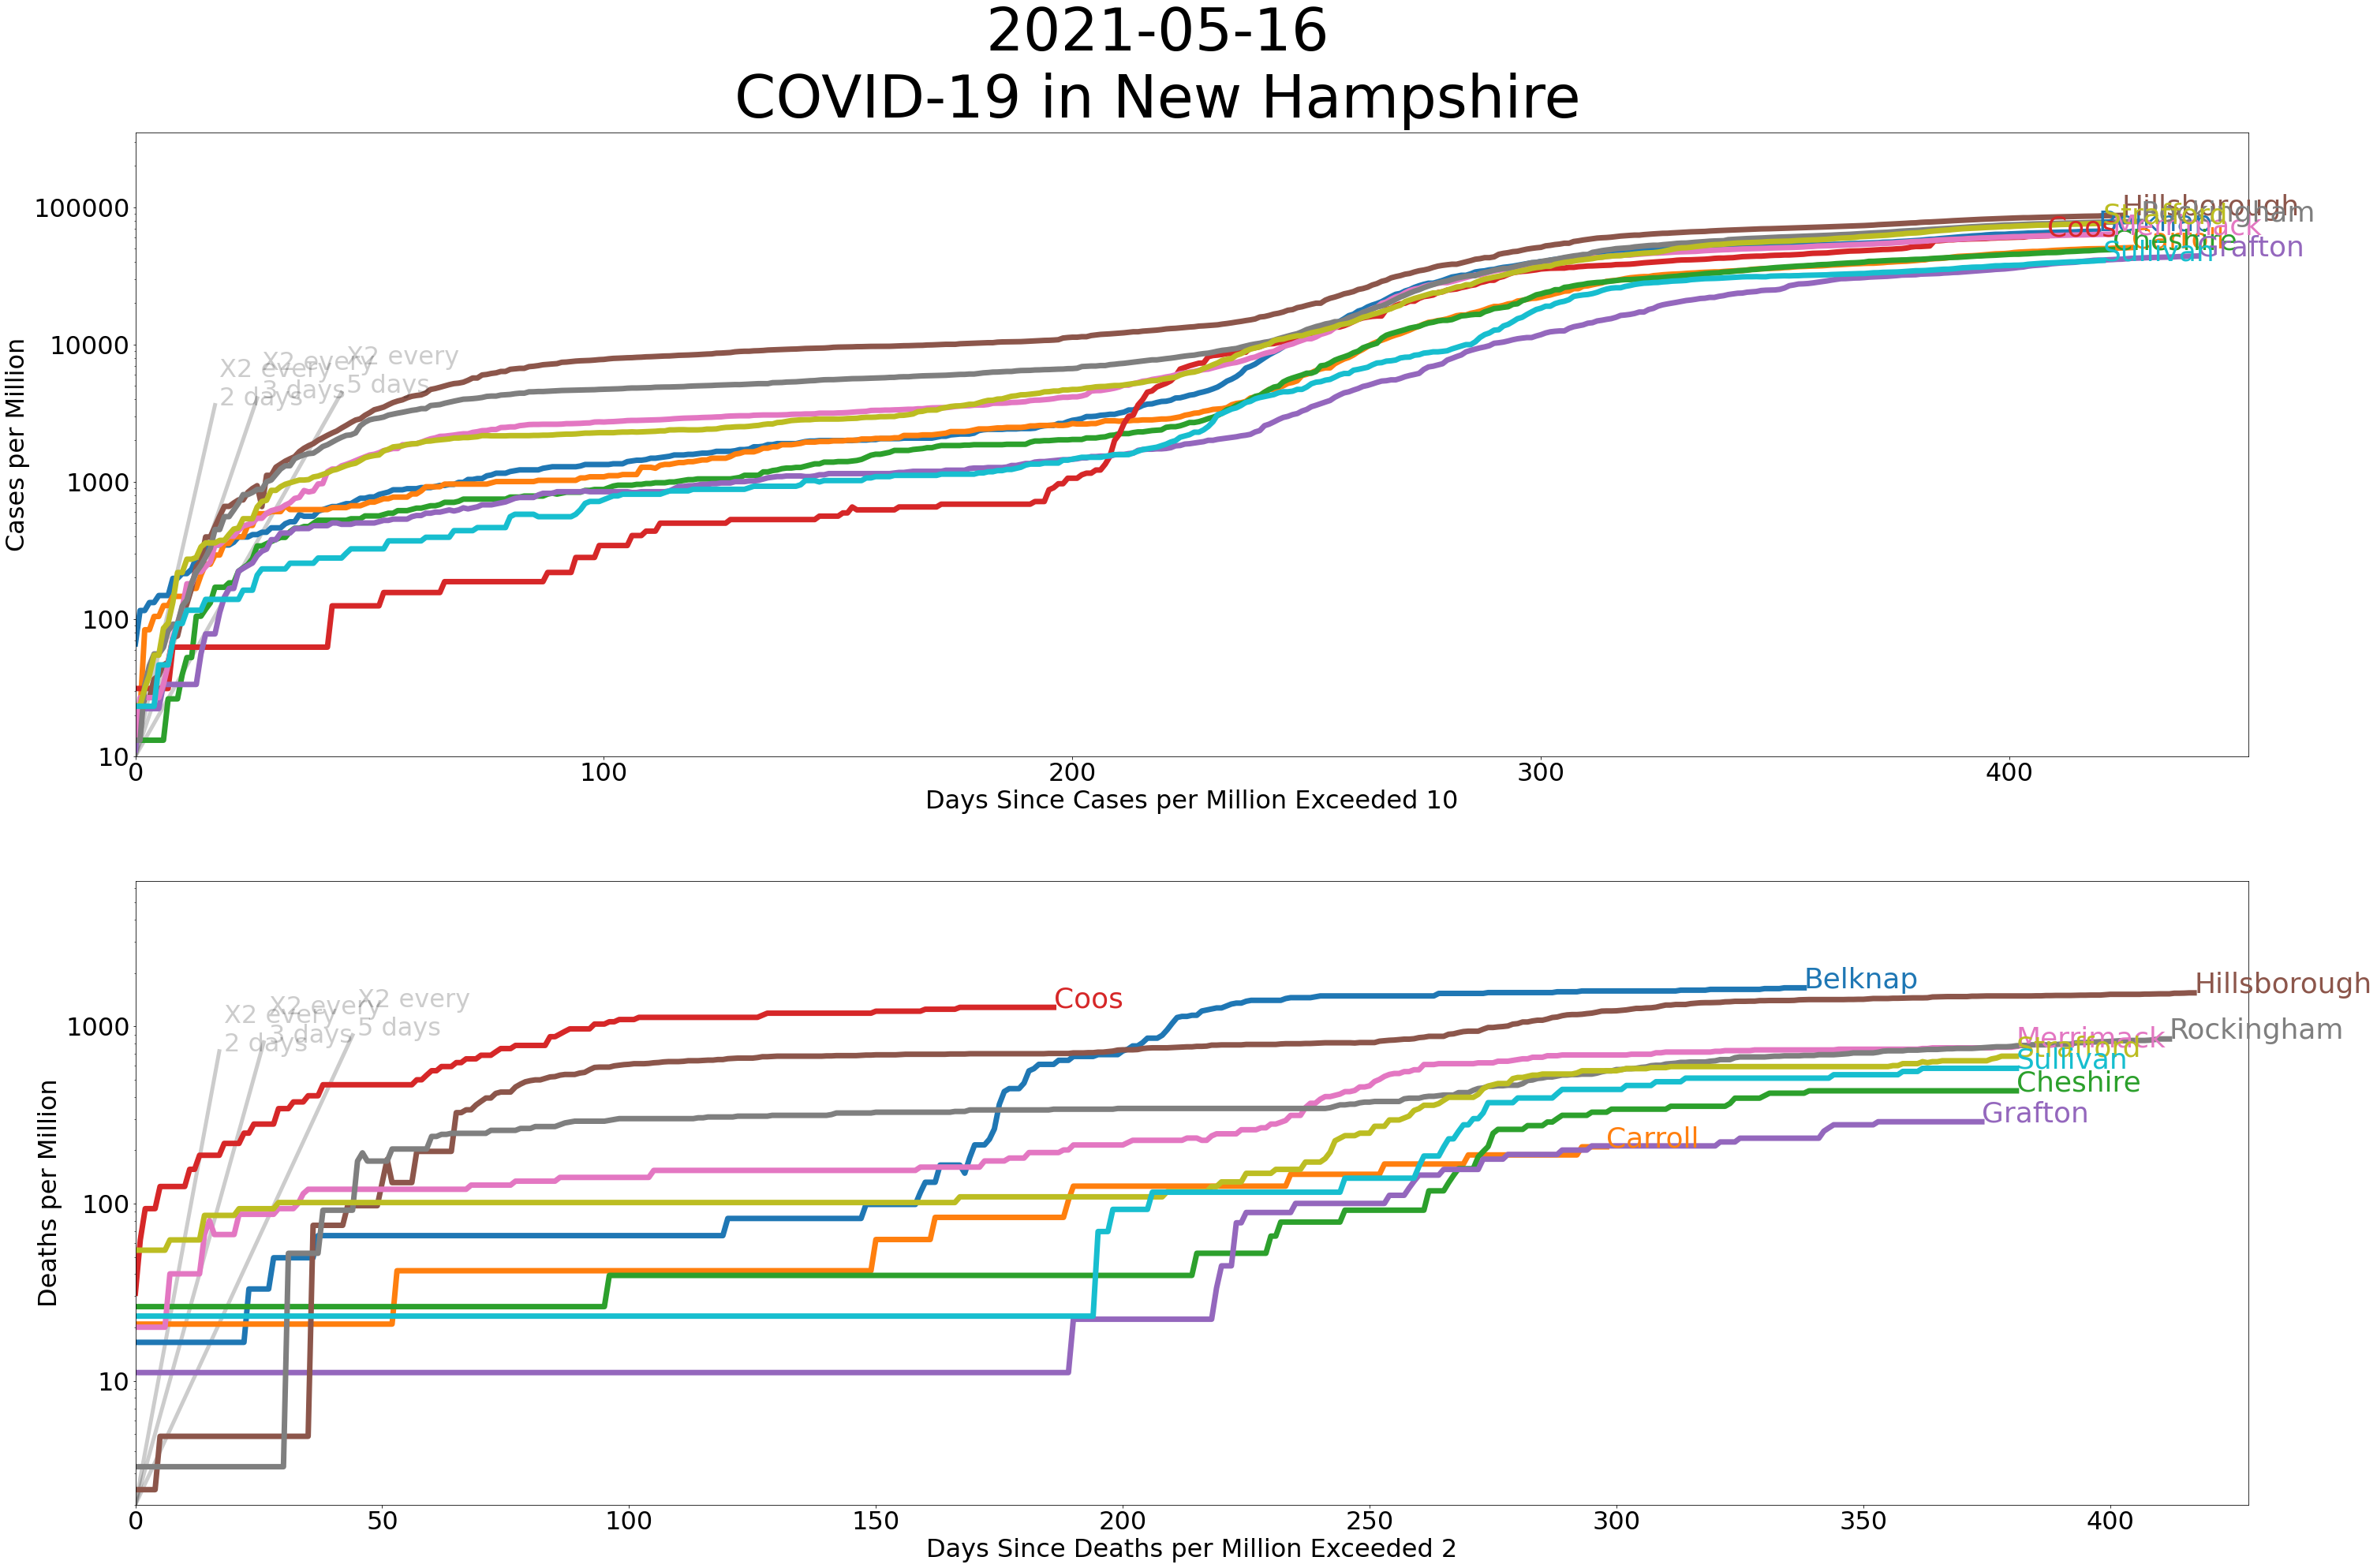 2021-05-16
COVID-19 in New Hampshire
Cases per Million
100000
10000
1000
100
10
X2 every
2 days
X2 every
3 days
X2 every
5 days
Hillsborough
Rockingham
Strafford
Belknap
Merrimack
Coos
Carroll
Cheshire
Grafton
Sullivan
0
100
200
300
400
Days Since Cases per Million Exceeded 10
Deaths per Million
1000
100
10
X2 every
2 days
X2 every
3 days
X2 every
5 days
Coos
Belknap
Hillsborough
Merrimack
Rockingham
Strafford
Sullivan
Cheshire
Grafton
Carroll
0
50
100
150
200
250
300
350
400
Days Since Deaths per Million Exceeded 2